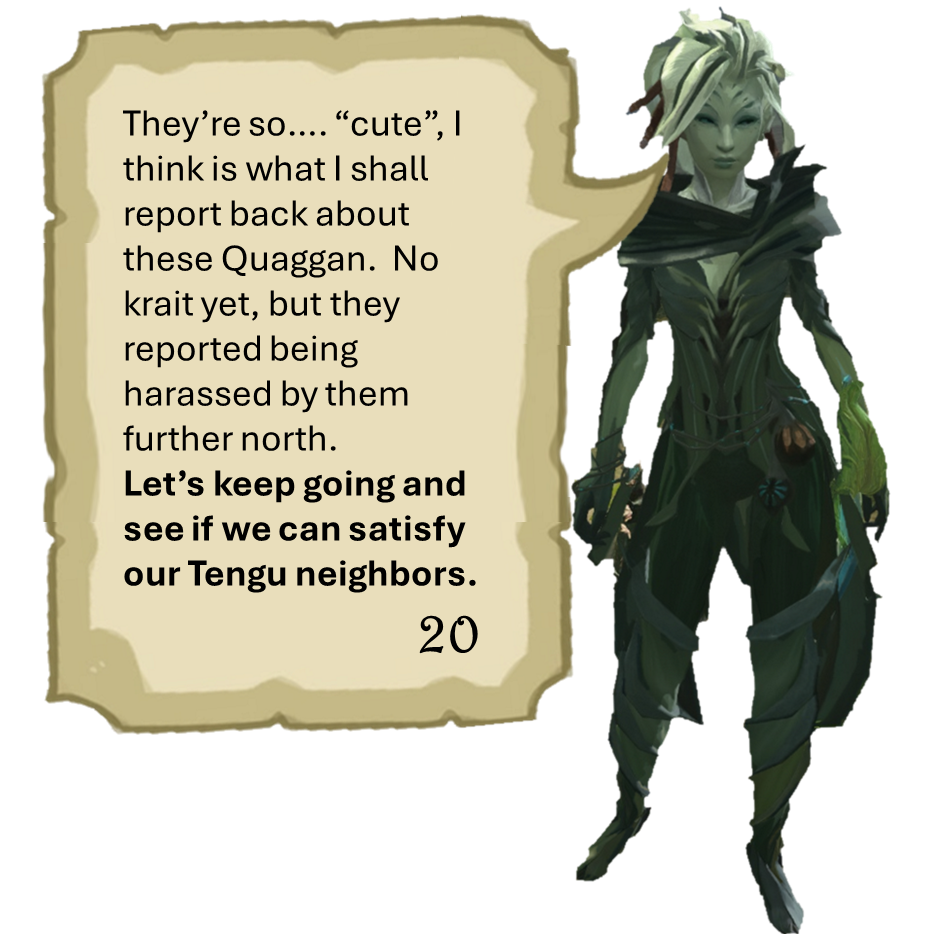 They’re so.... “cute”, I
think is what I shall
report back about
these Quaggan.  No
krait yet, but they
reported being
harassed by them
further north.
Let’s keep going and
see if we can satisfy
our Tengu neighbors.
20